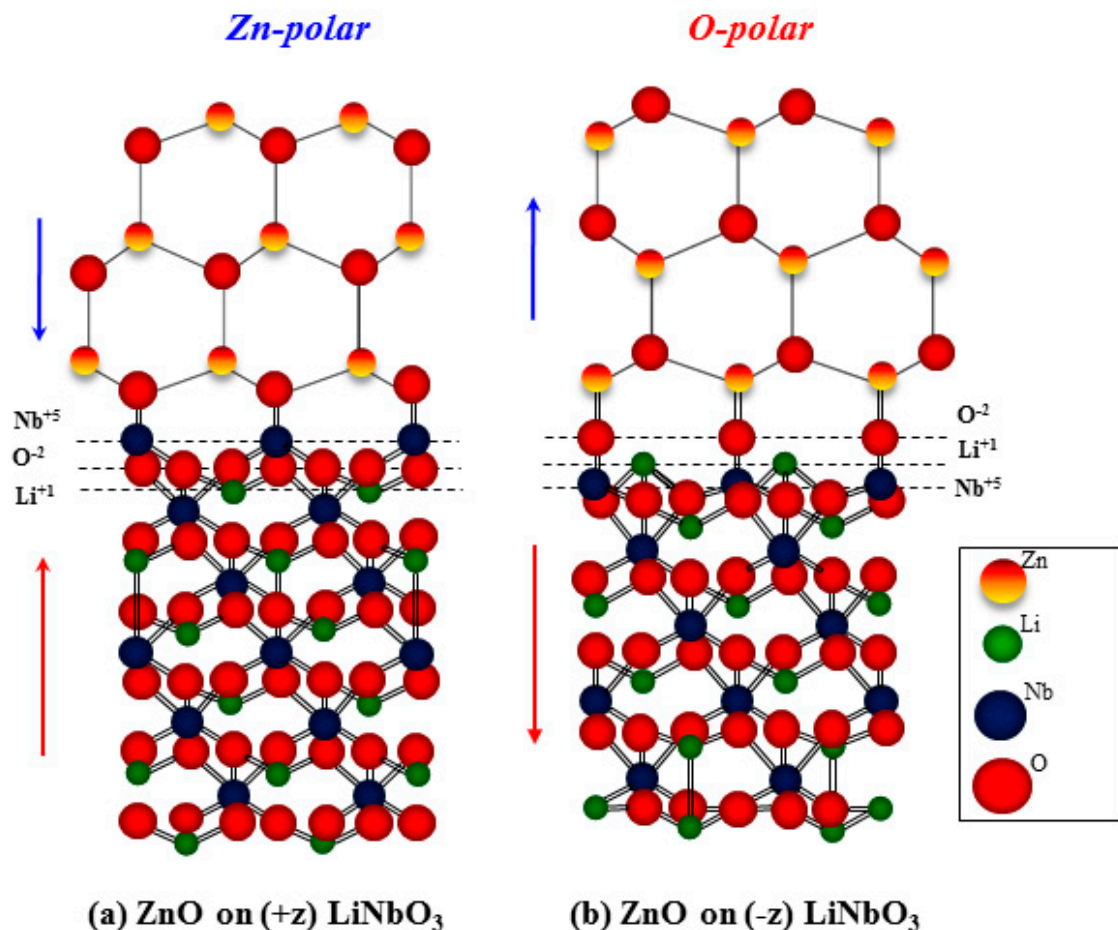 Zn-polar
O-polar
Nb⁺⁵
O⁻²
Li⁺¹
O⁻²
Li⁺¹
Nb⁺⁵
Zn
Li
Nb
O
(a) ZnO on (+z) LiNbO₃
(b) ZnO on (-z) LiNbO₃